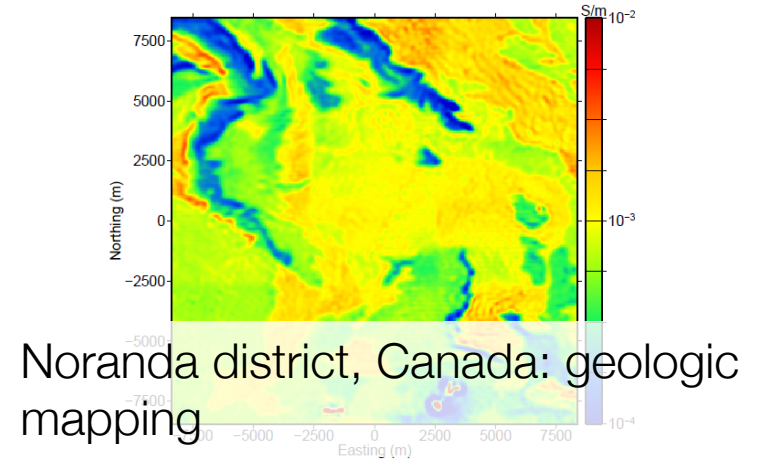 S/m
10⁻²
7500
5000
2500
Northing (m)
0
10⁻³
−2500
−5000
Noranda district, Canada: geologic
mapping
−7500
10⁻⁴
−5000 −2500 0 2500 5000 7500
Easting (m)